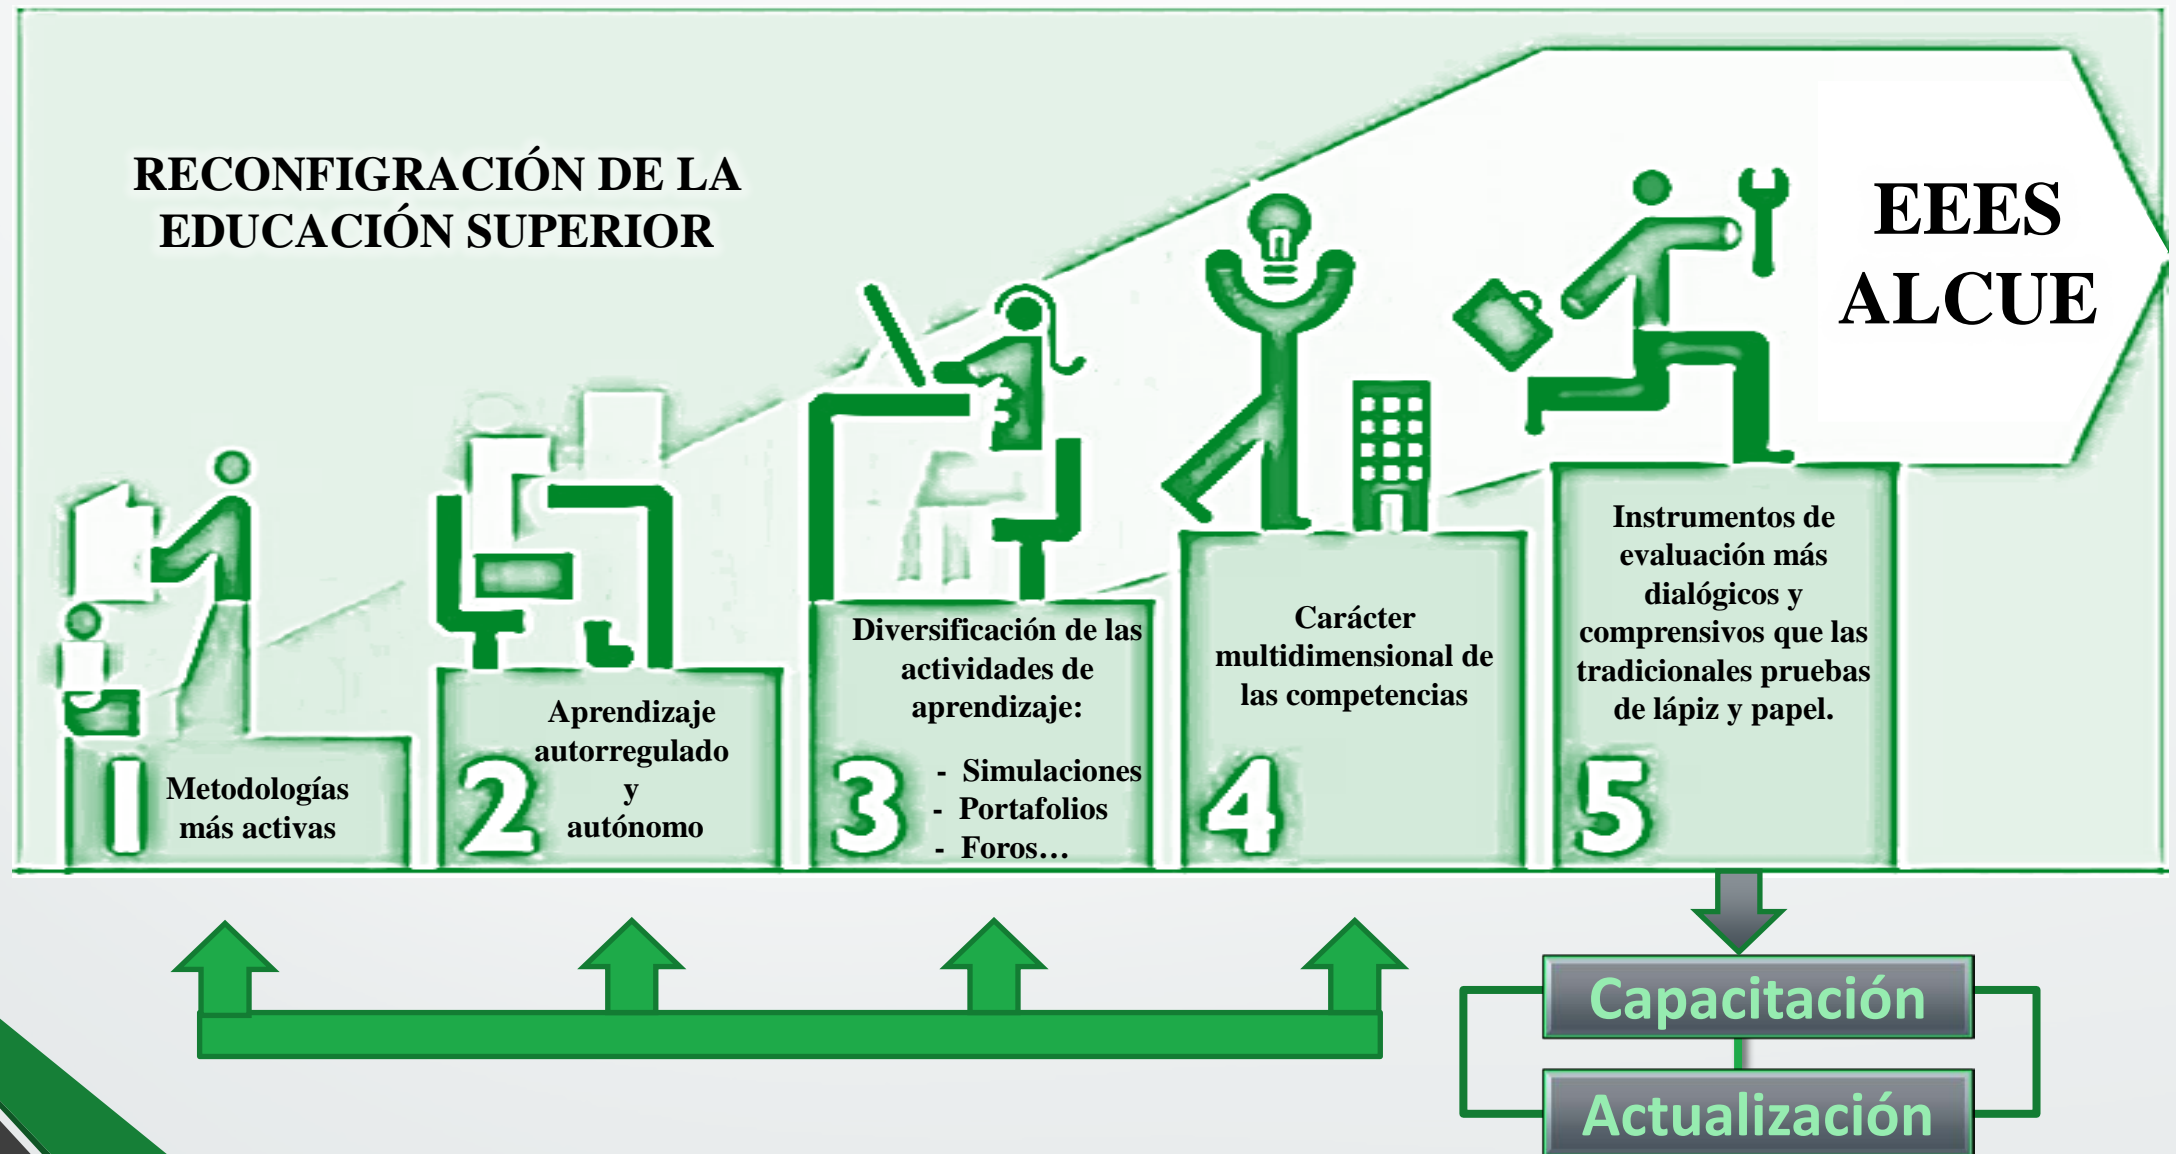 RECONFIGRACIÓN DE LA
EDUCACIÓN SUPERIOR
EEES
ALCUE
1
Metodologías
más activas
2
Aprendizaje
autorregulado
y
autónomo
3
Diversificación de las
actividades de
aprendizaje:
- Simulaciones
- Portafolios
- Foros…
4
Carácter
multidimensional de
las competencias
5
Instrumentos de
evaluación más
dialógicos y
comprensivos que las
tradicionales pruebas
de lápiz y papel.
Capacitación
Actualización